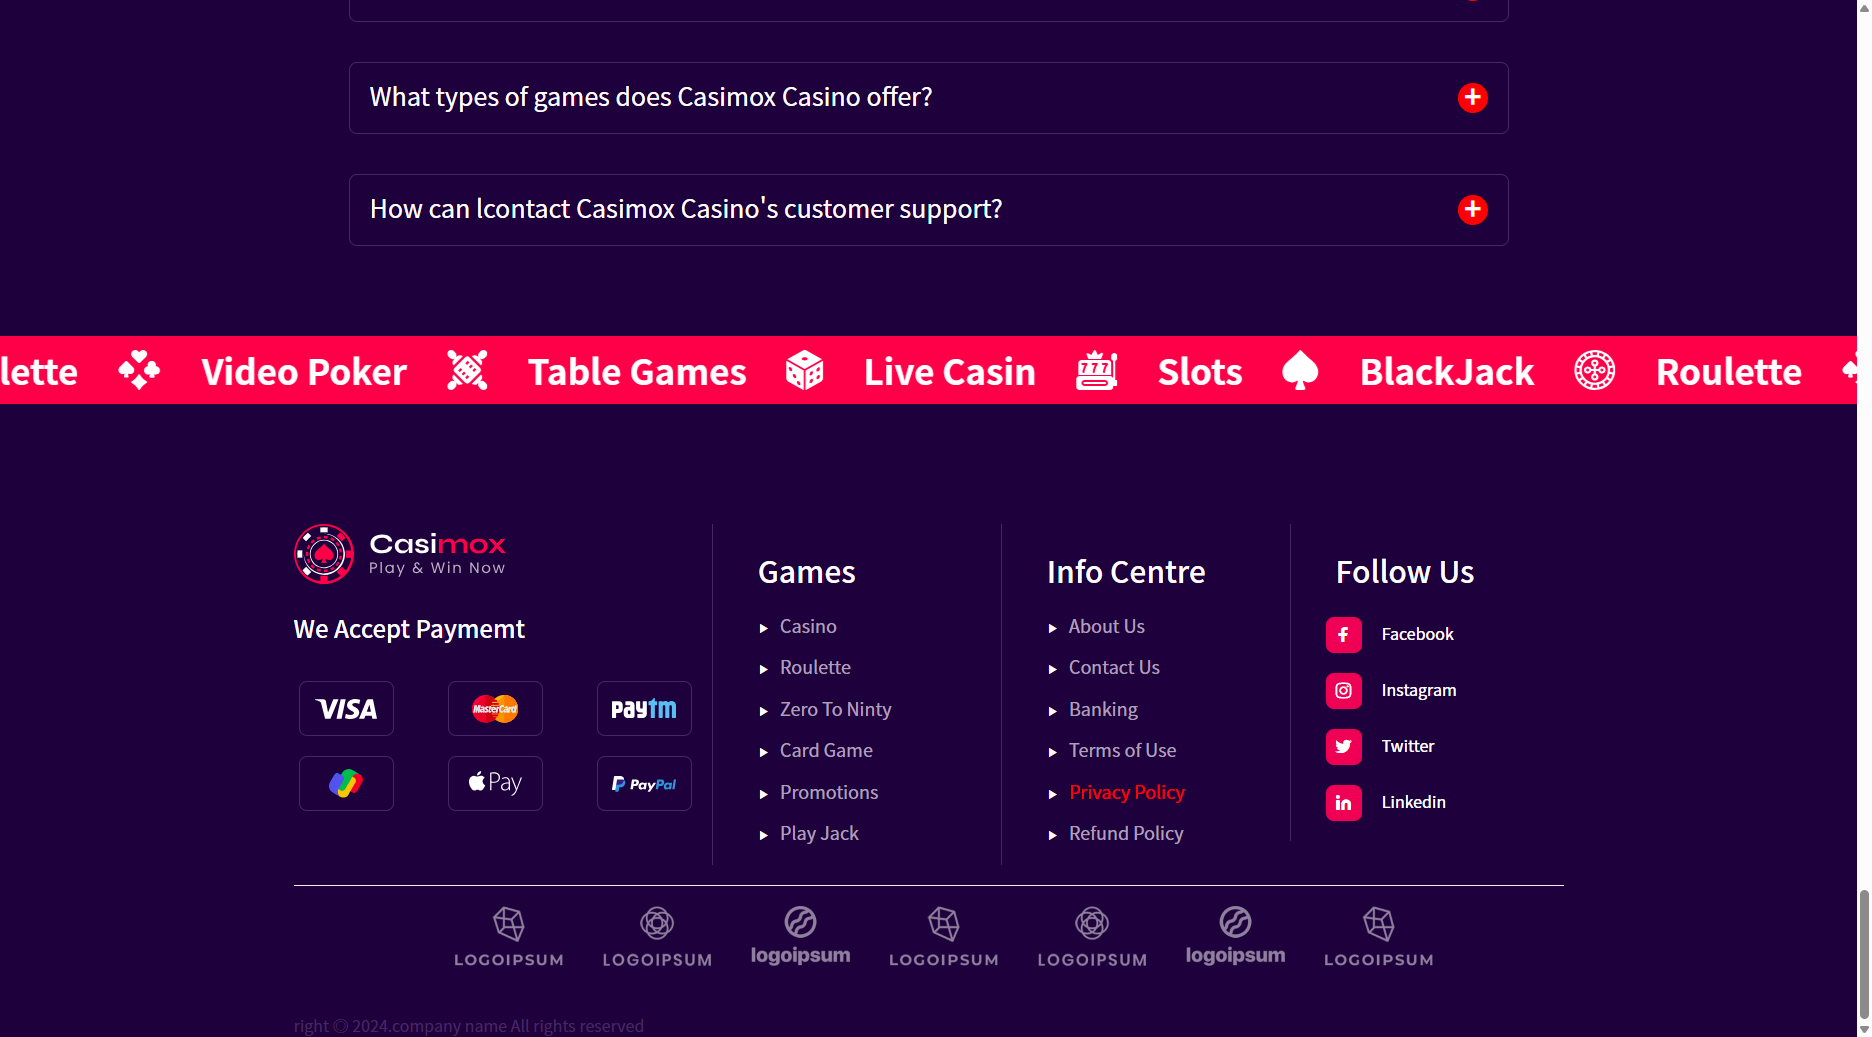 What types of games does Casimox Casino offer?
How can lcontact Casimox Casino's customer support?
lette Video Poker Table Games Live Casin 777 Slots BlackJack Roulette
Casimox
Play & Win Now
We Accept Paymemt
VISA MasterCard paytm
Pay PayPal
Games
Casino
Roulette
Zero To Ninty
Card Game
Promotions
Play Jack
Info Centre
About Us
Contact Us
Banking
Terms of Use
Privacy Policy
Refund Policy
Follow Us
Facebook
Instagram
Twitter
Linkedin
LOGOIPSUM LOGOIPSUM logoipsum LOGOIPSUM LOGOIPSUM logoipsum LOGOIPSUM
right ◎ 2024.company name All rights reserved